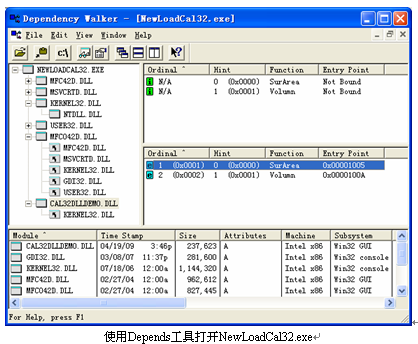 Dependency Walker - [NewLoadCal32.exe]
File Edit View Window Help
c:\
NEWLOADCAL32.EXE
MFC42D.DLL
MSVCRTD.DLL
KERNEL32.DLL
NTDLL.DLL
USER32.DLL
MFCO42D.DLL
MFC42D.DLL
MSVCRTD.DLL
KERNEL32.DLL
GDI32.DLL
USER32.DLL
CAL32DLLDEMO.DLL
KERNEL32.DLL
Ordinal ^ Hint Function Entry Point
N/A 0 (0x0000) SurArea Not Bound
N/A 1 (0x0001) Volumn Not Bound
Ordinal ^ Hint Function Entry Point
1 (0x0001) 0 (0x0000) SurArea 0x00001005
2 (0x0002) 1 (0x0001) Volumn 0x0000100A
Module ^ Time Stamp Size Attributes Machine Subsystem
CAL32DLLDEMO.DLL 04/19/09 3:46p 237,623 A Intel x86 Win32 GUI
GDI32.DLL 03/08/07 11:37p 281,600 A Intel x86 Win32 console
KERNEL32.DLL 07/18/06 12:00a 1,144,320 A Intel x86 Win32 console
MFC42D.DLL 02/27/04 12:00a 962,612 A Intel x86 Win32 GUI
MFCO42D.DLL 02/27/04 12:00a 827,445 A Intel x86 Win32 GUI
For Help, press F1
使用Depends工具打开NewLoadCal32.exe